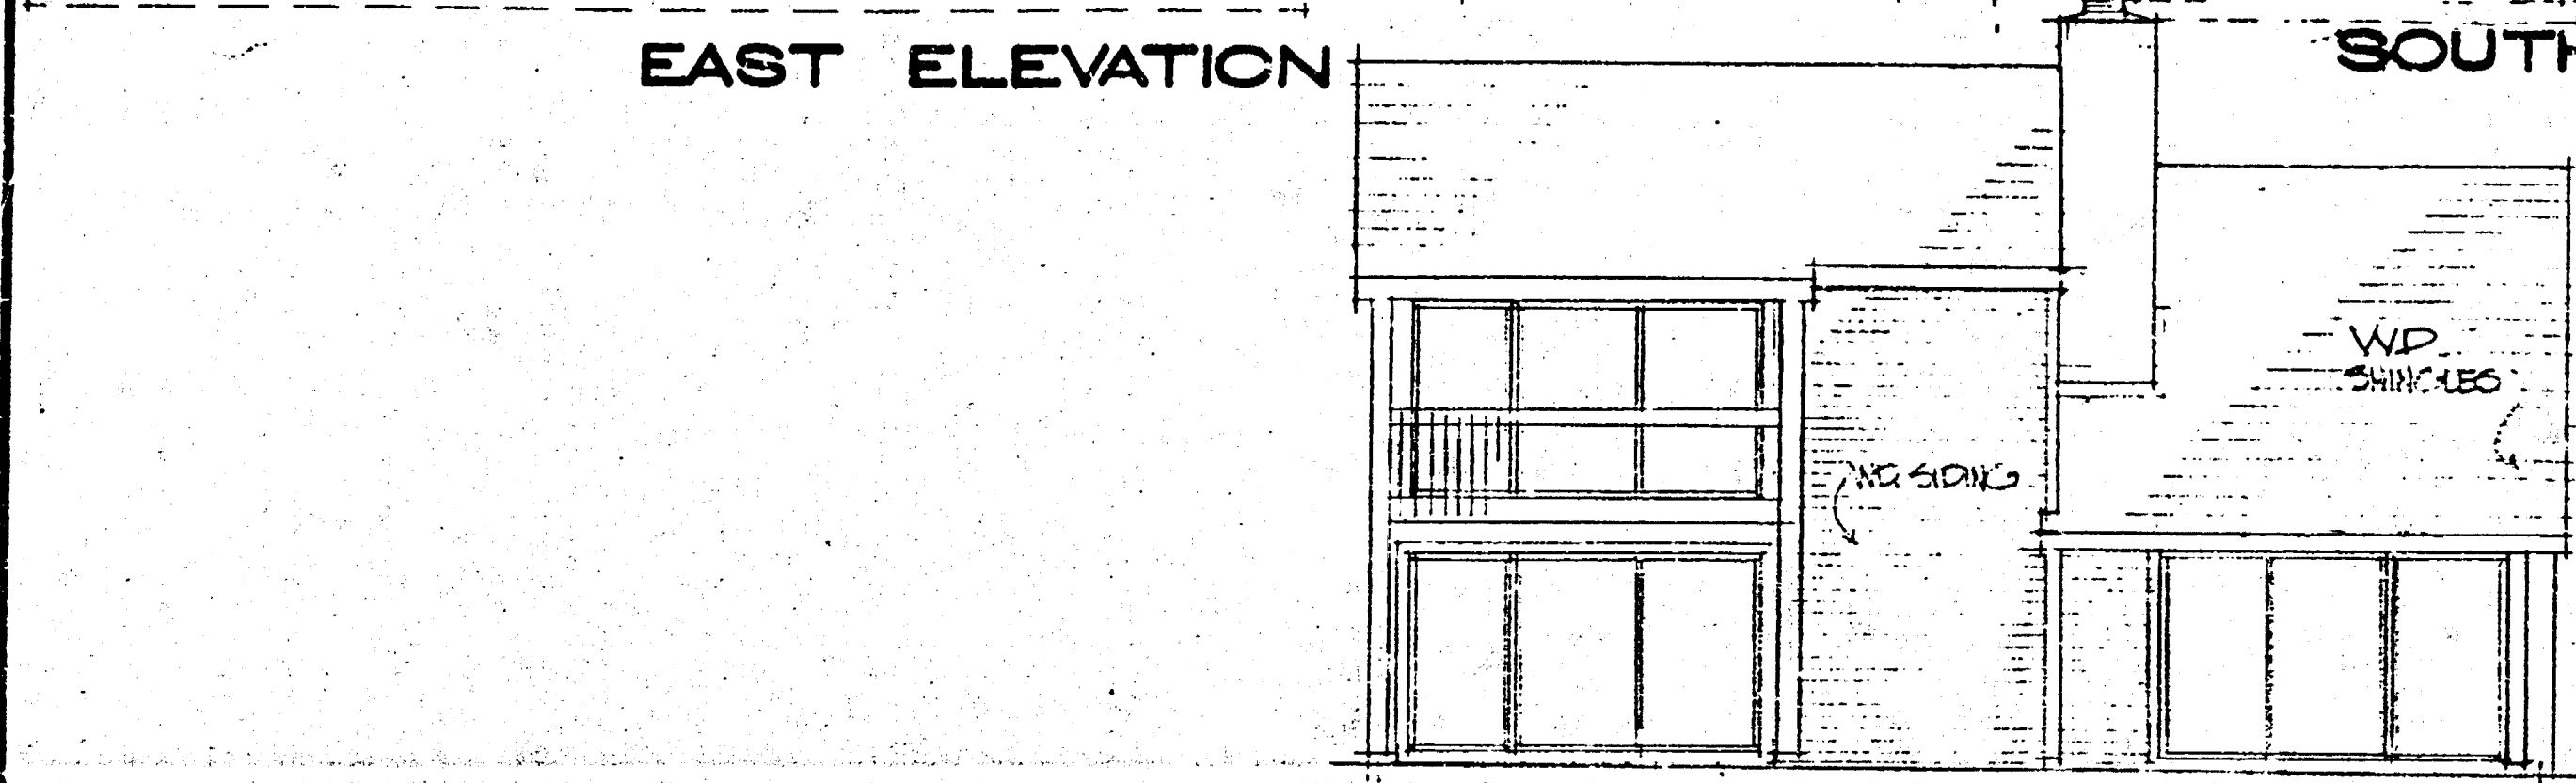 EAST ELEVATION
SOUTH
WD
SHINGLES
WD. SIDING